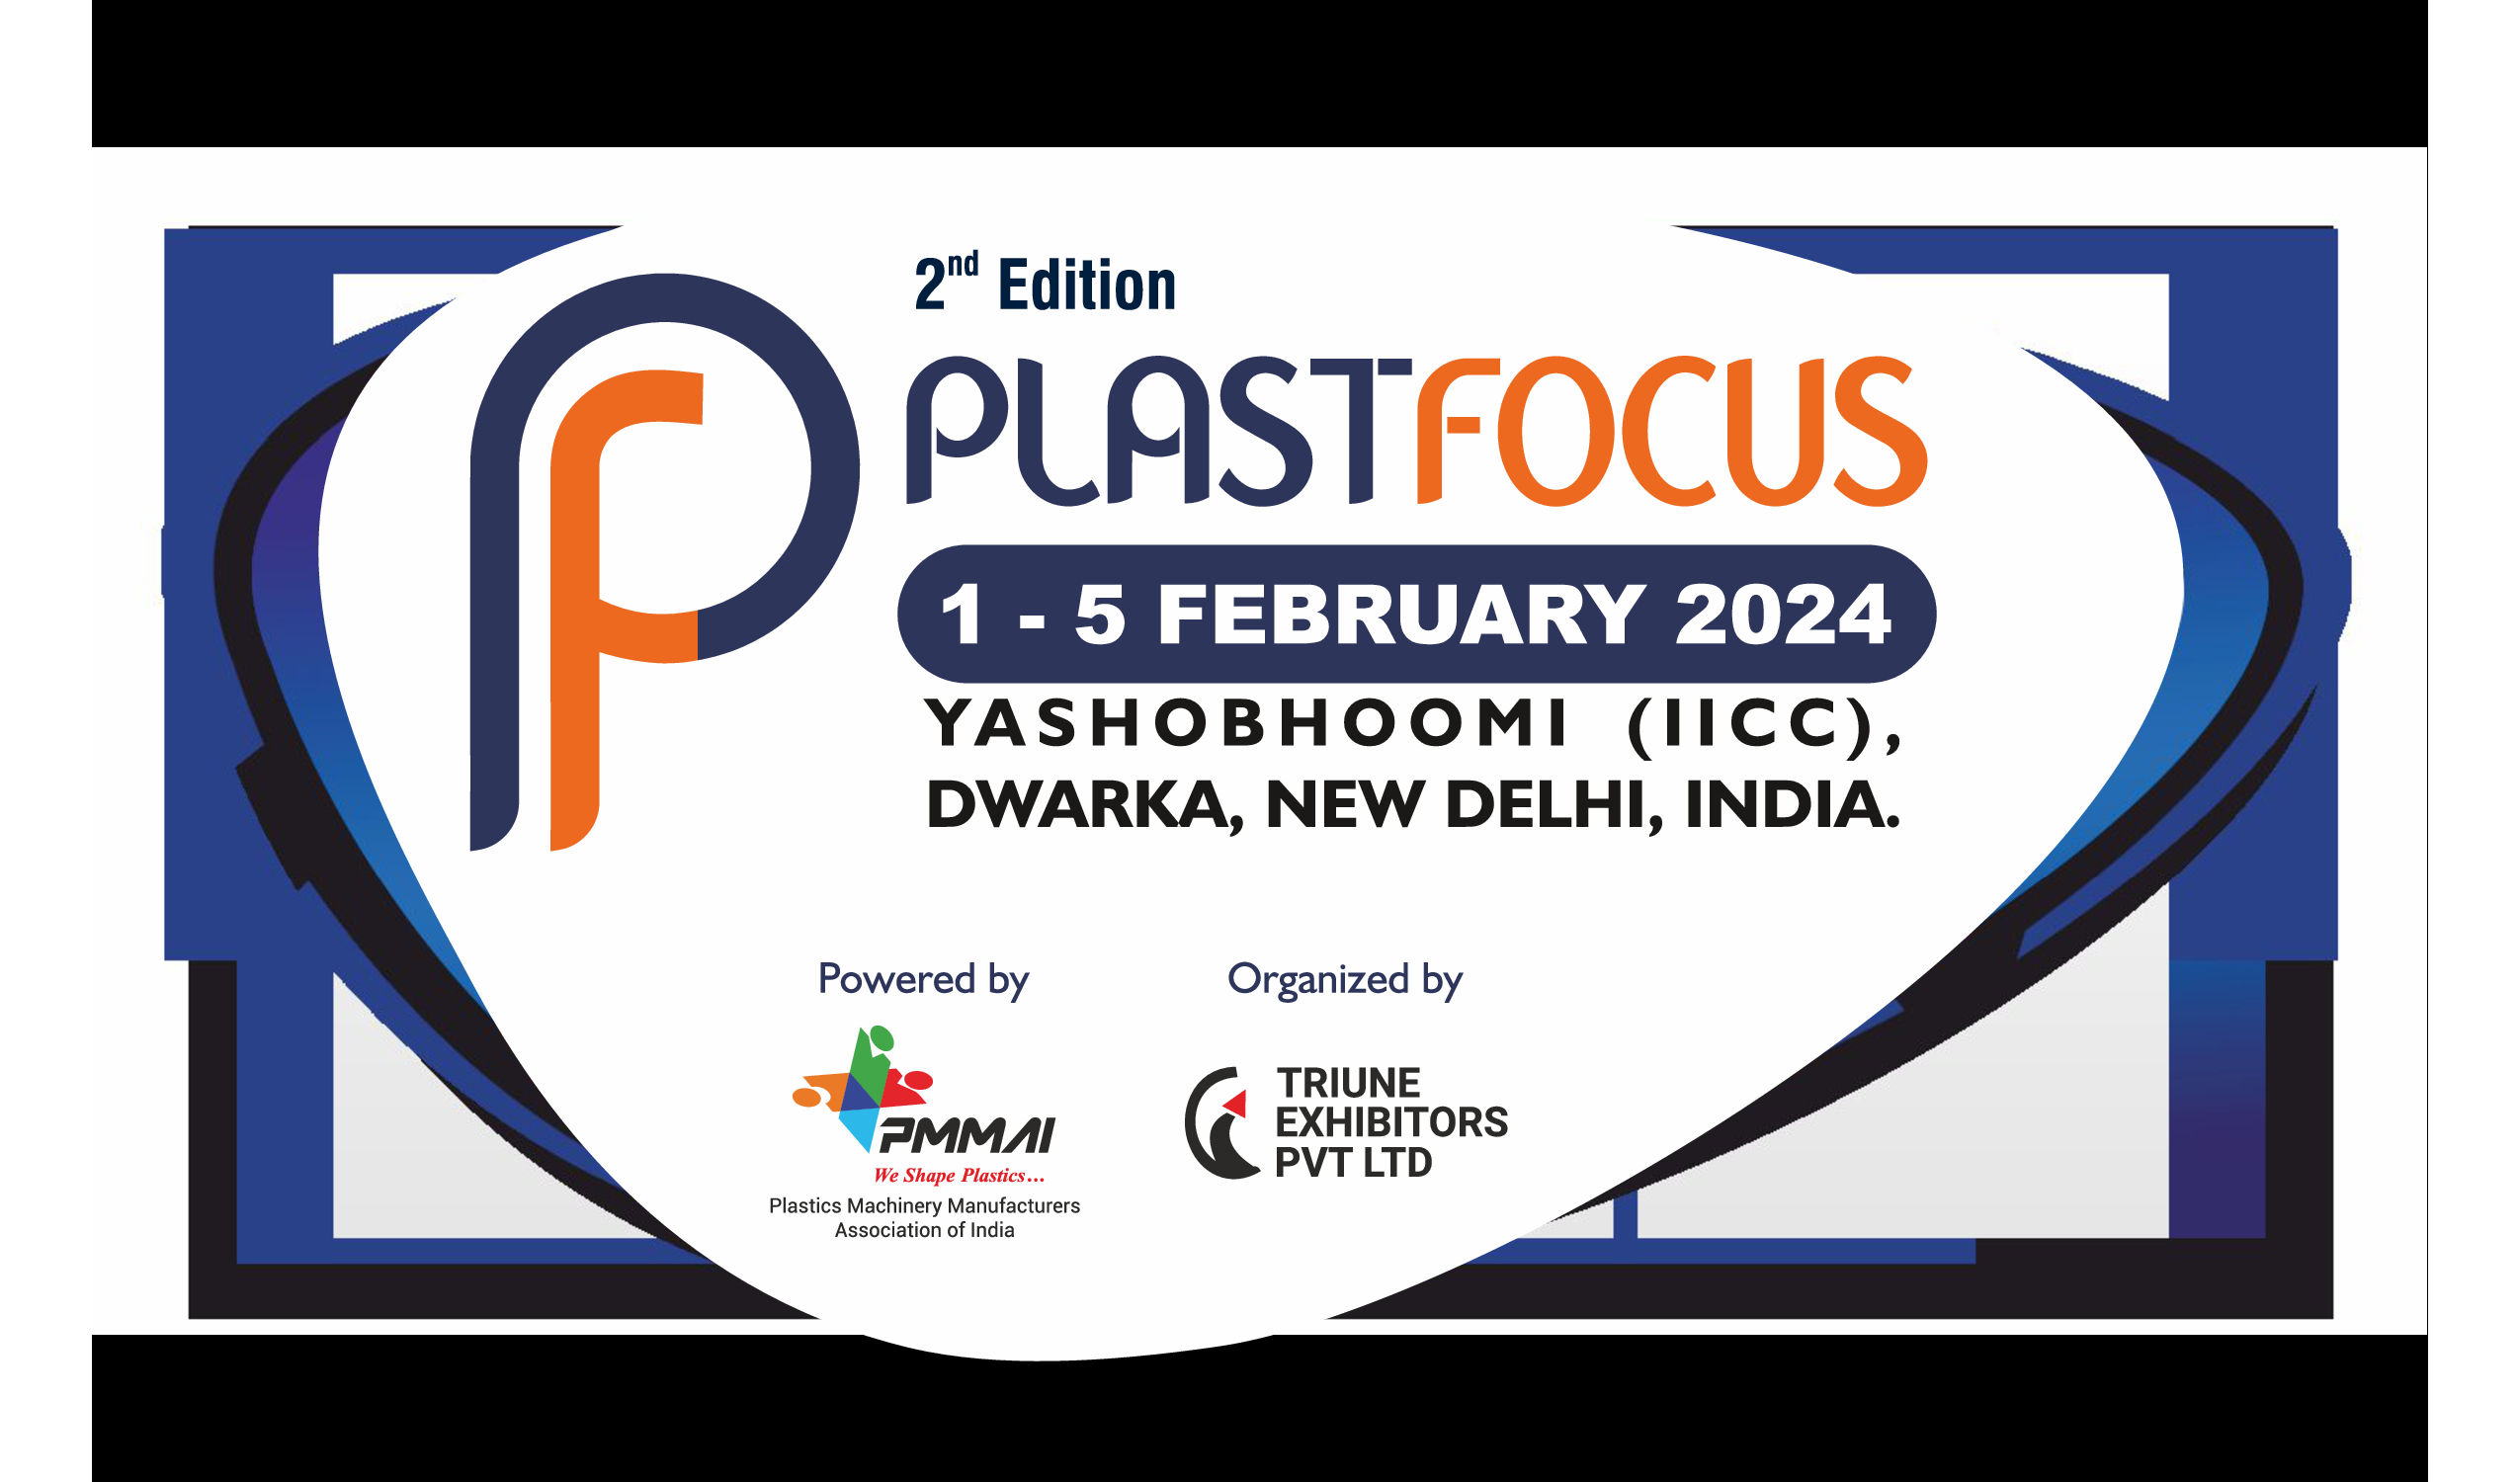 2nd Edition
PLASTFOCUS
1 - 5 FEBRUARY 2024
YASHOBHOOMI (IICC),
DWARKA, NEW DELHI, INDIA.
Powered by
PMMAI
We Shape Plastics...
Plastics Machinery Manufacturers
Association of India
Organized by
TRIUNE
EXHIBITORS
PVT LTD